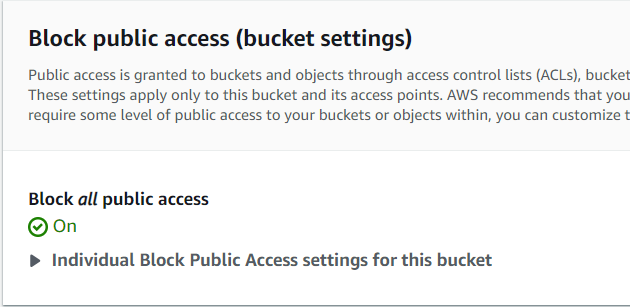 Block public access (bucket settings)
Public access is granted to buckets and objects through access control lists (ACLs), bucket
These settings apply only to this bucket and its access points. AWS recommends that you
require some level of public access to your buckets or objects within, you can customize t
Block all public access
On
Individual Block Public Access settings for this bucket